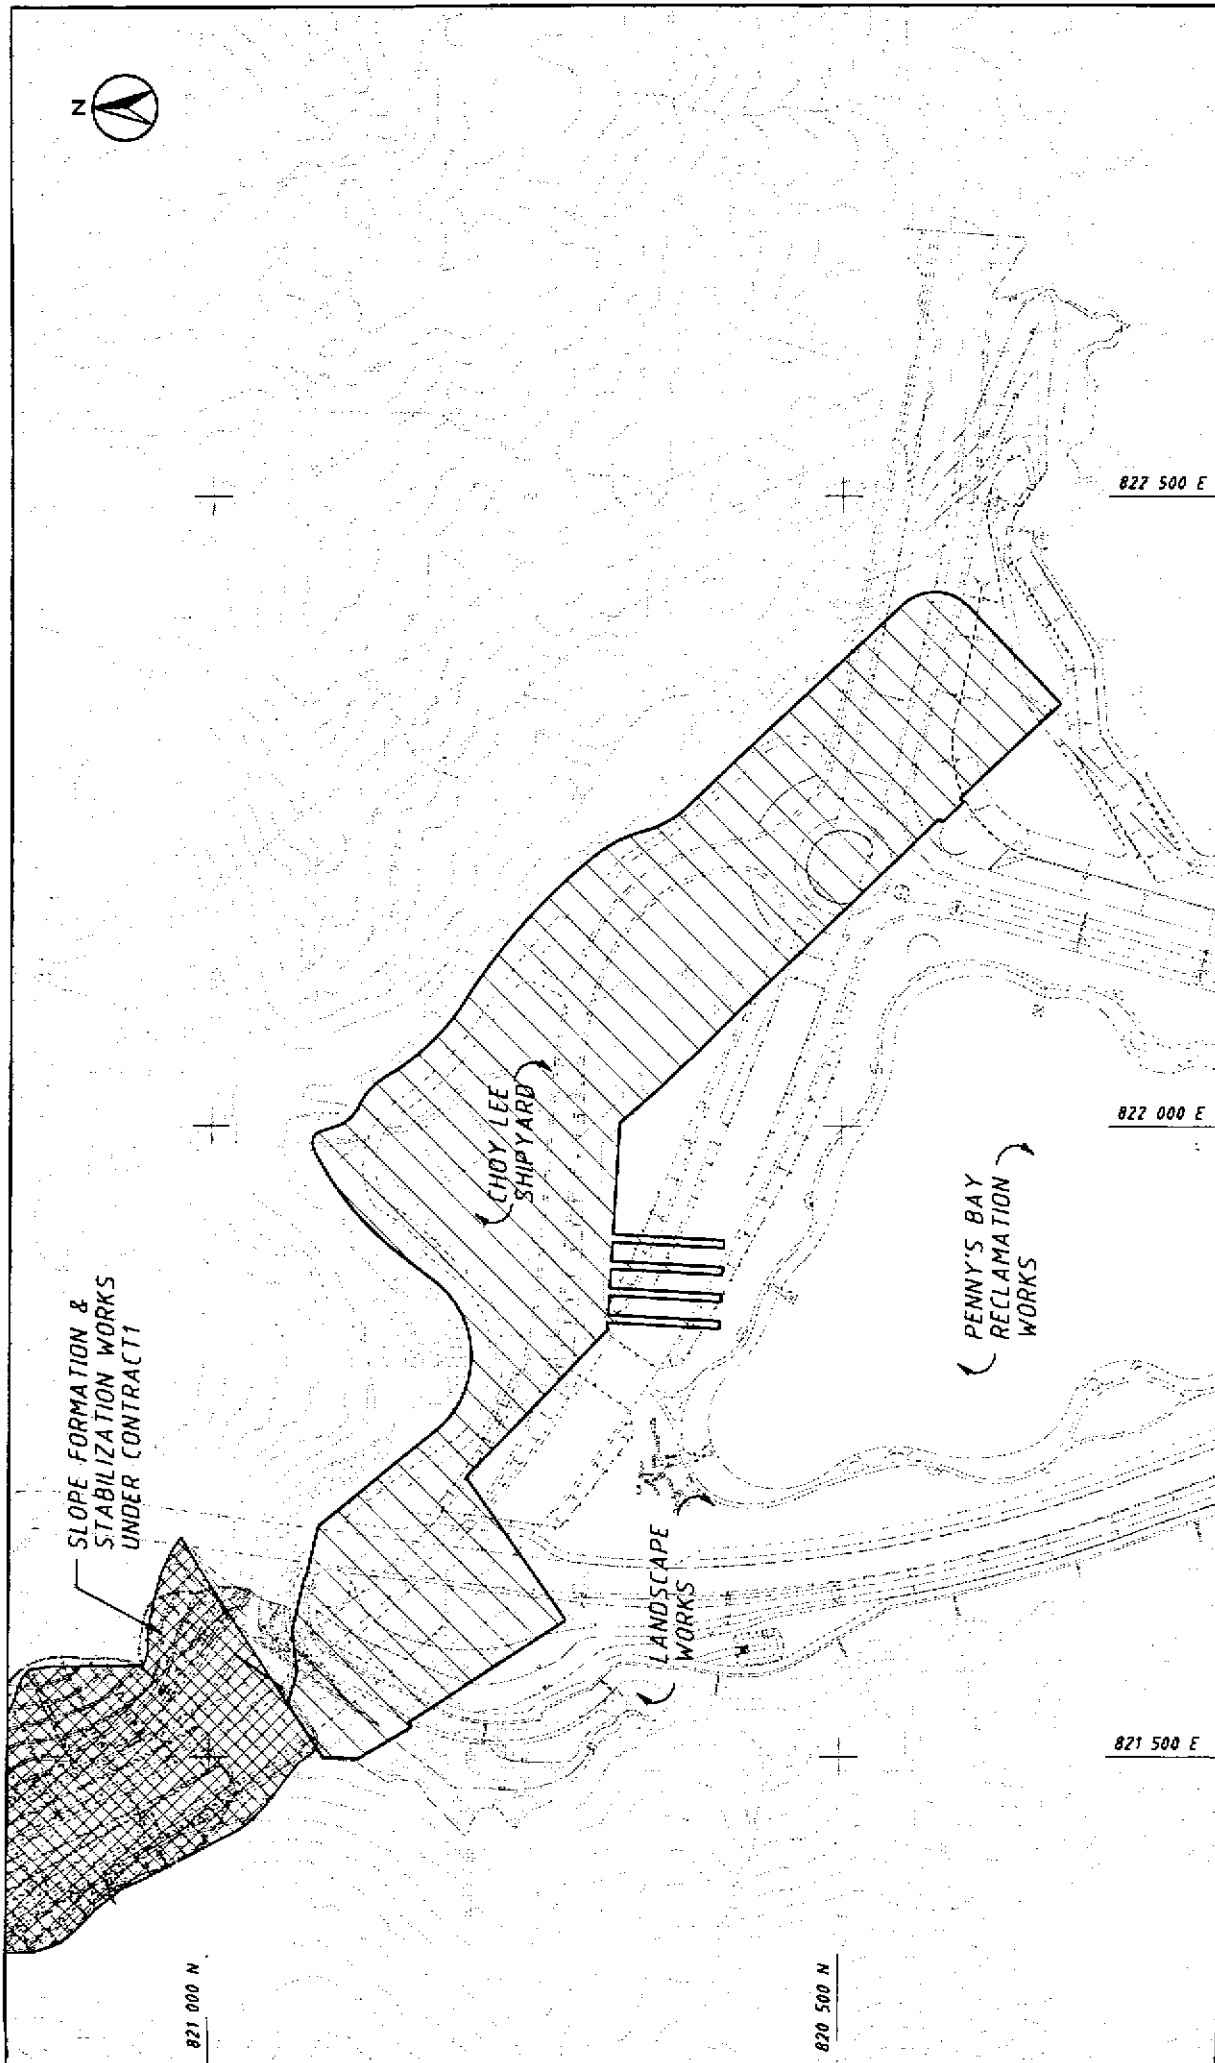 N
SLOPE FORMATION &
STABILIZATION WORKS
UNDER CONTRACT1
CHOY LEE
SHIPYARD
LANDSCAPE
WORKS
PENNY'S BAY
RECLAMATION
WORKS
822 500 E
822 000 E
821 500 E
821 000 N
820 500 N